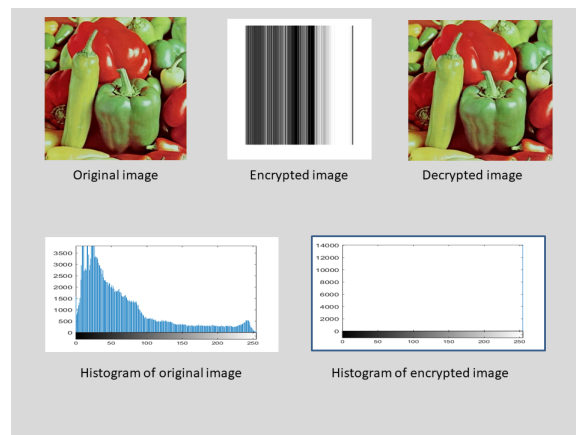 Original image
Encrypted image
Decrypted image
3500
3000
2500
2000
1500
1000
500
0
0 50 100 150 200 250
14000
12000
10000
8000
6000
4000
2000
0
0 50 100 150 200 250
Histogram of original image
Histogram of encrypted image